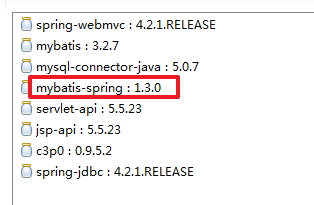 spring-webmvc : 4.2.1.RELEASE
mybatis : 3.2.7
mysql-connector-java : 5.0.7
mybatis-spring : 1.3.0
servlet-api : 5.5.23
jsp-api : 5.5.23
c3p0 : 0.9.5.2
spring-jdbc : 4.2.1.RELEASE